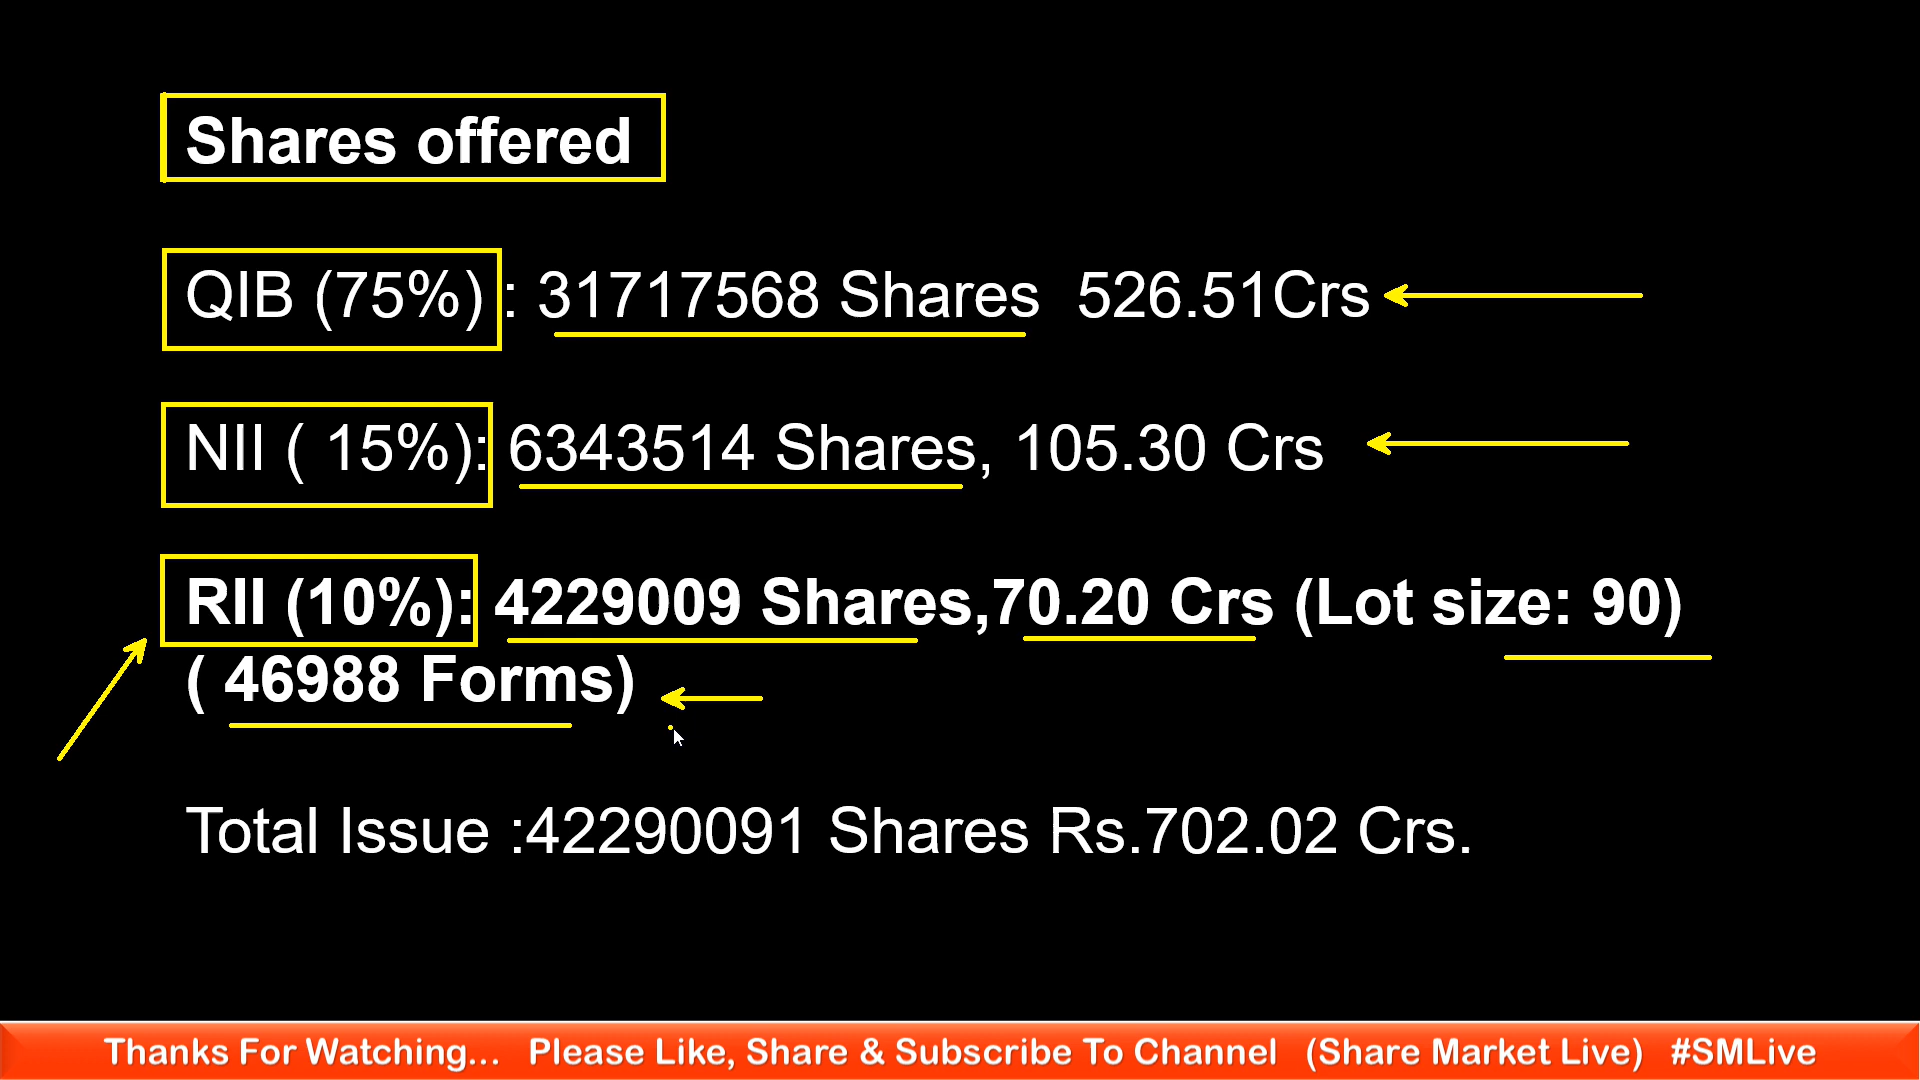 Shares offered
QIB (75%) : 31717568 Shares  526.51Crs
NII ( 15%): 6343514 Shares, 105.30 Crs
RII (10%): 4229009 Shares,70.20 Crs (Lot size: 90)
( 46988 Forms)
Total Issue :42290091 Shares Rs.702.02 Crs.
Thanks For Watching...   Please Like, Share & Subscribe To Channel   (Share Market Live)   #SMLive